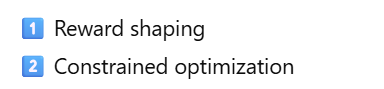 1️⃣ Reward shaping
2️⃣ Constrained optimization